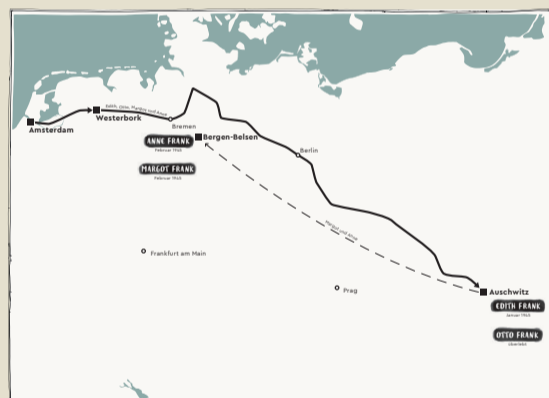 Amsterdam
Westerbork
Edith, Otto, Margot und Anne
Bremen
ANNE FRANK
Februar 1945
Bergen-Belsen
MARGOT FRANK
Februar 1945
Berlin
Margot und Anne
Frankfurt am Main
Prag
Auschwitz
EDITH FRANK
Januar 1945
OTTO FRANK
überlebt